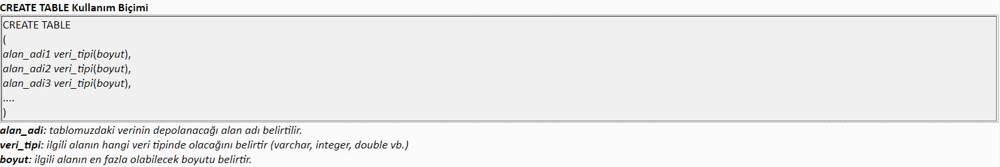 CREATE TABLE Kullanım Biçimi
CREATE TABLE
(
alan_adi1 veri_tipi(boyut),
alan_adi2 veri_tipi(boyut),
alan_adi3 veri_tipi(boyut),
....
)
alan_adi: tablomuzdaki verinin depolanacağı alan adı belirtilir.
veri_tipi: ilgili alanın hangi veri tipinde olacağını belirtir (varchar, integer, double vb.)
boyut: ilgili alanın en fazla olabilecek boyutu belirtir.